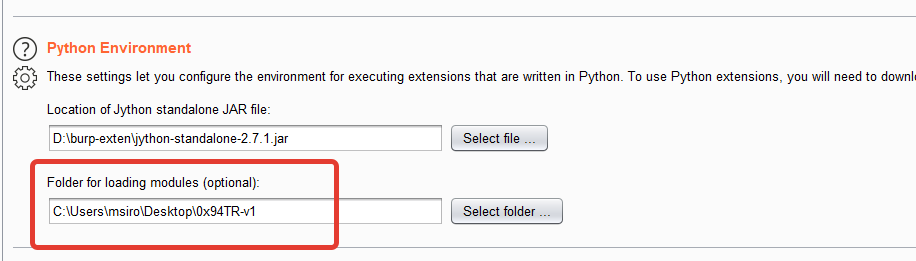 Python Environment
These settings let you configure the environment for executing extensions that are written in Python. To use Python extensions, you will need to downl
Location of Jython standalone JAR file:
D:\burp-exten\jython-standalone-2.7.1.jar
Select file ...
Folder for loading modules (optional):
C:\Users\msiro\Desktop\0x94TR-v1
Select folder ...